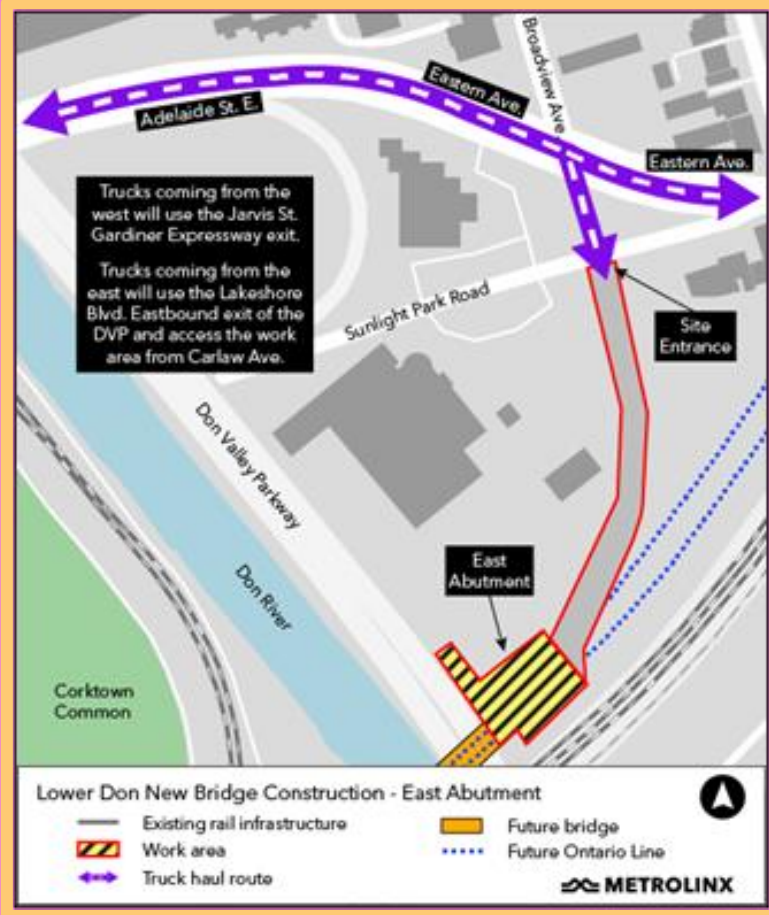 Broadview Ave.
Eastern Ave.
Adelaide St. E.
Eastern Ave.
Trucks coming from the
west will use the Jarvis St.
Gardiner Expressway exit.
Trucks coming from the
east will use the Lakeshore
Blvd. Eastbound exit of the
DVP and access the work
area from Carlaw Ave.
Sunlight Park Road
Site
Entrance
Don Valley Parkway
East
Abutment
Don River
Corktown
Common
Lower Don New Bridge Construction - East Abutment
Existing rail infrastructure
Work area
Truck haul route
Future bridge
Future Ontario Line
METROLINX